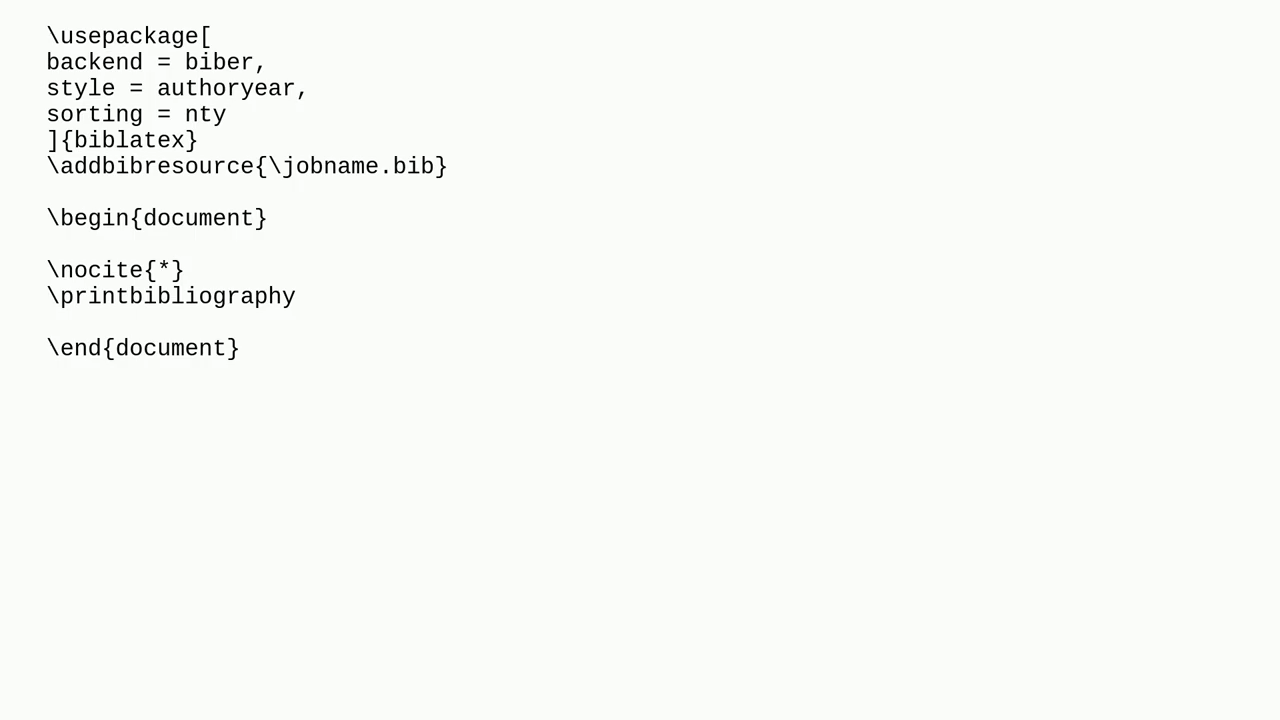 \usepackage[
backend = biber,
style = authoryear,
sorting = nty
]{biblatex}
\addbibresource{\jobname.bib}
\begin{document}
\nocite{*}
\printbibliography
\end{document}